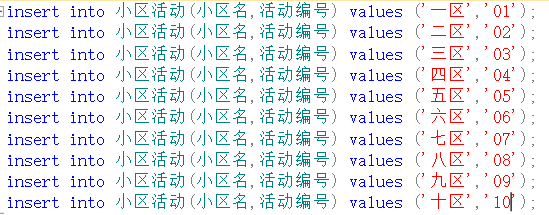 insert into 小区活动(小区名,活动编号) values ('一区','01');
insert into 小区活动(小区名,活动编号) values ('二区','02');
insert into 小区活动(小区名,活动编号) values ('三区','03');
insert into 小区活动(小区名,活动编号) values ('四区','04');
insert into 小区活动(小区名,活动编号) values ('五区','05');
insert into 小区活动(小区名,活动编号) values ('六区','06');
insert into 小区活动(小区名,活动编号) values ('七区','07');
insert into 小区活动(小区名,活动编号) values ('八区','08');
insert into 小区活动(小区名,活动编号) values ('九区','09');
insert into 小区活动(小区名,活动编号) values ('十区','10');